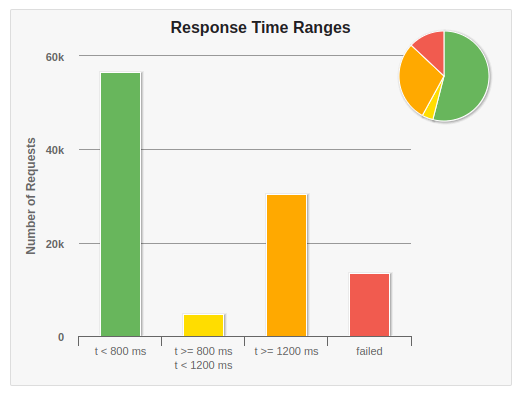 Response Time Ranges
Number of Requests
60k
40k
20k
0
t < 800 ms
t >= 800 ms
t < 1200 ms
t >= 1200 ms
failed